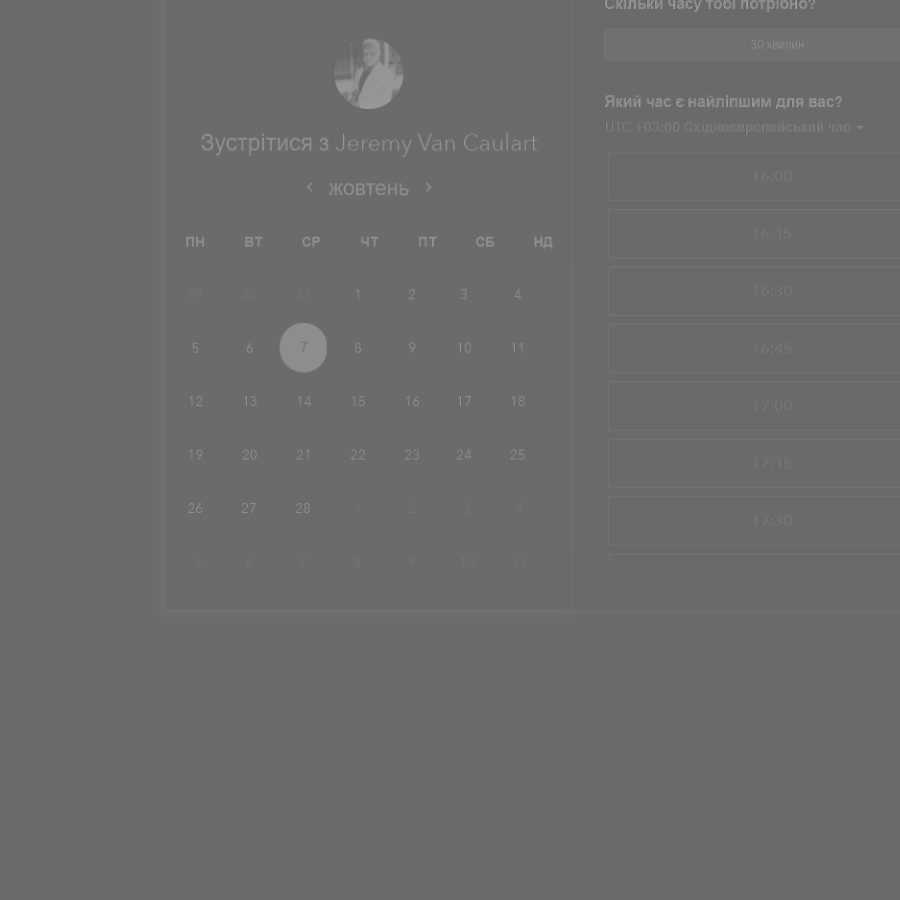 Скільки часу тобі потрібно?
30 хвилин
Зустрітися з Jeremy Van Caulart
‹ жовтень ›
ПН ВТ СР ЧТ ПТ СБ НД
29 30 31 1 2 3 4
5 6 7 8 9 10 11
12 13 14 15 16 17 18
19 20 21 22 23 24 25
26 27 28 1 2 3 4
5 6 7 8 9 10 11
Який час є найліпшим для вас?
UTC +03:00 Східноєвропейський час
16:00
16:15
16:30
16:45
17:00
17:15
17:30